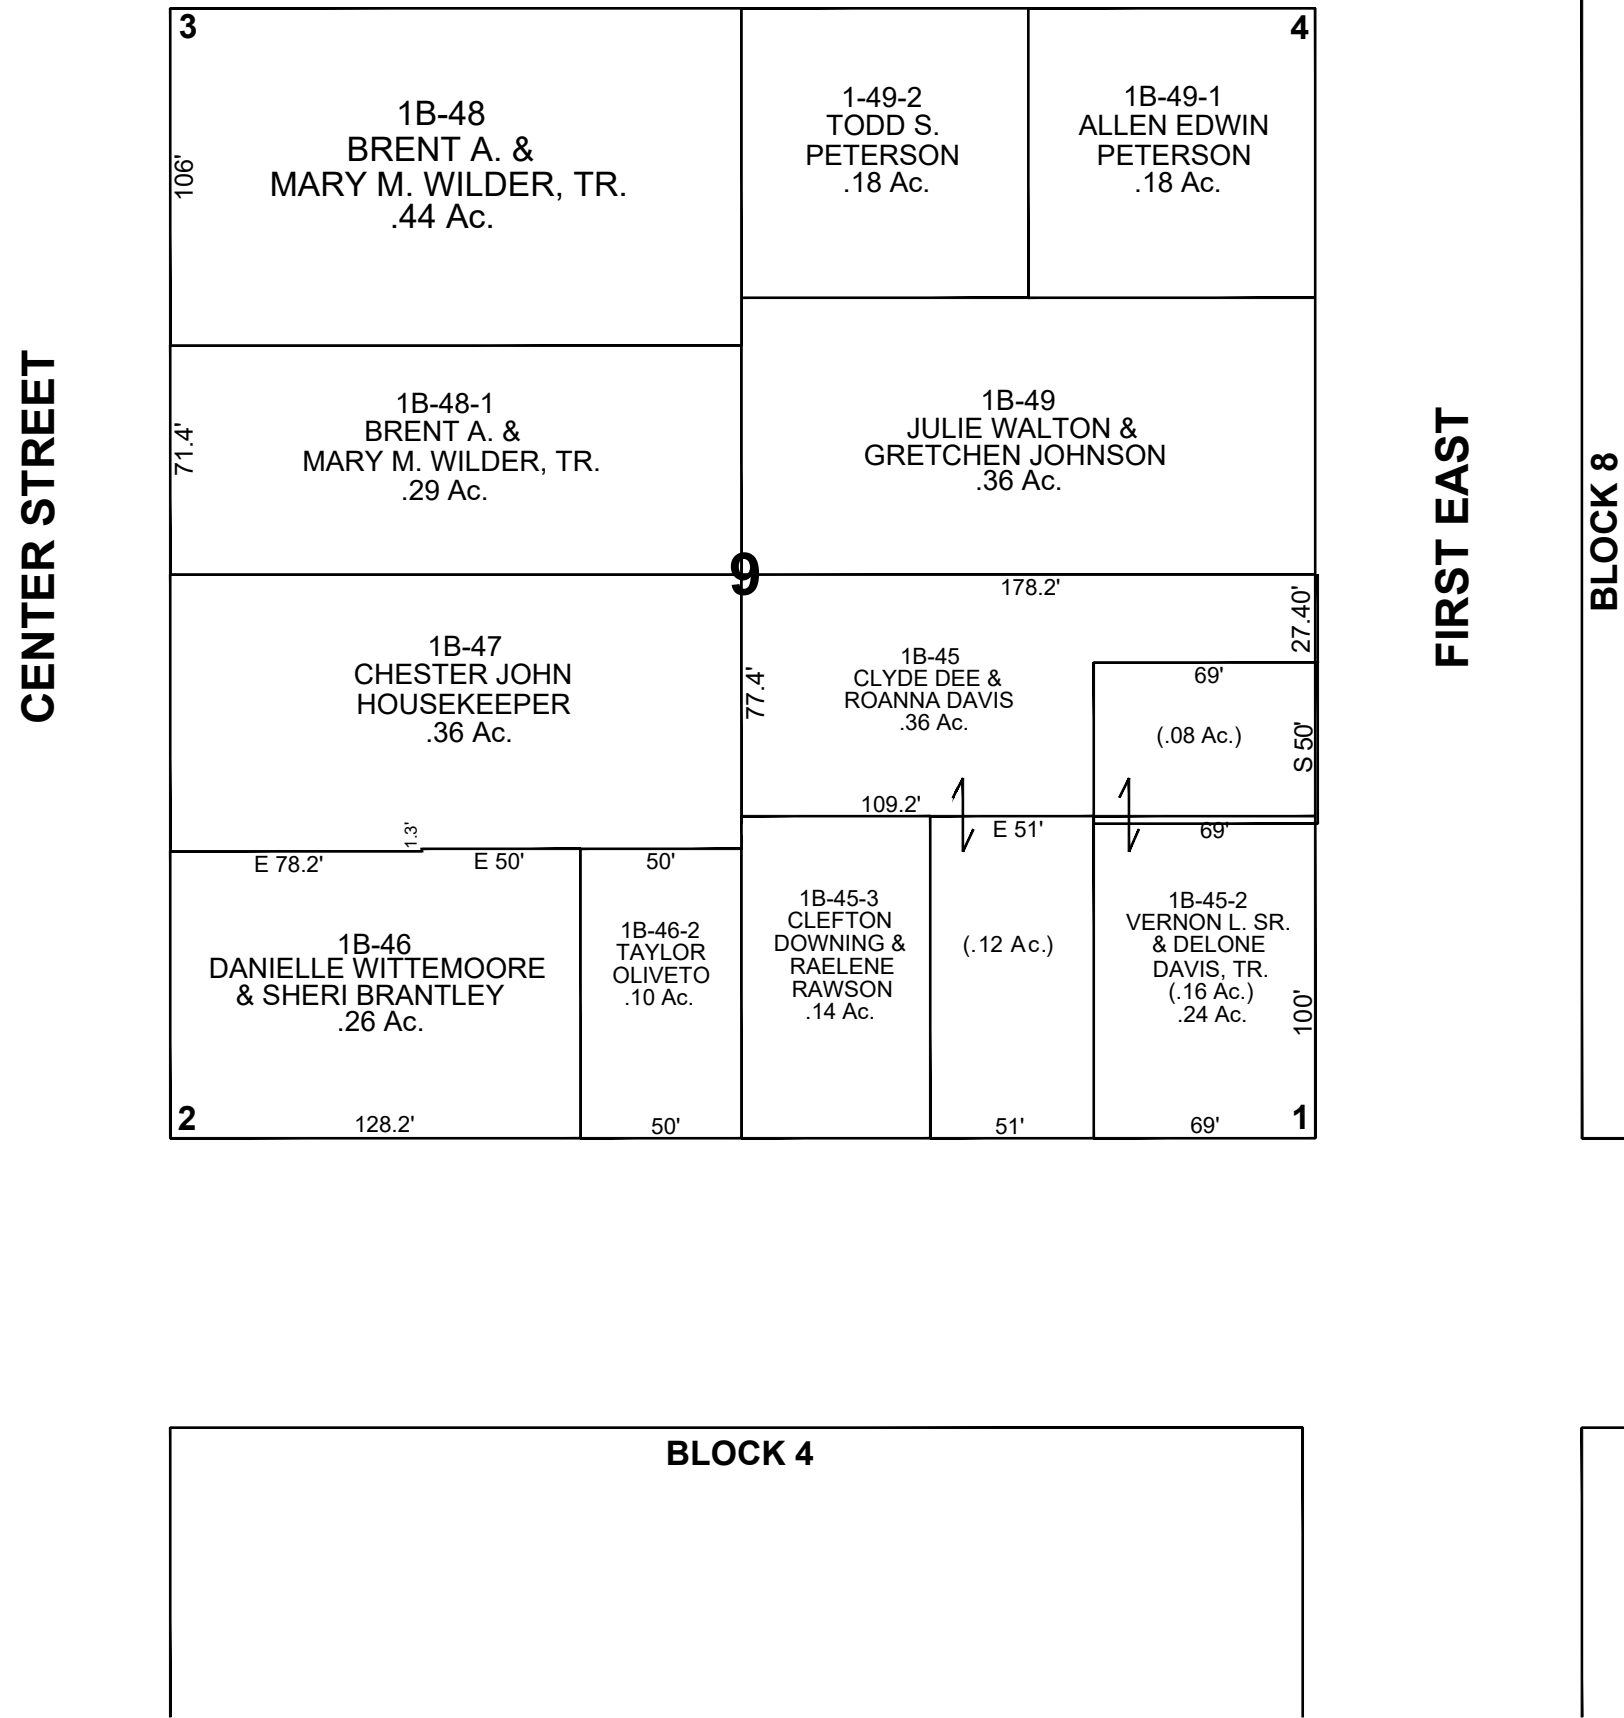 3
4
1B-48
BRENT A. &
MARY M. WILDER, TR.
.44 Ac.
106'
1-49-2
TODD S.
PETERSON
.18 Ac.
1B-49-1
ALLEN EDWIN
PETERSON
.18 Ac.
CENTER STREET
71.4'
1B-48-1
BRENT A. &
MARY M. WILDER, TR.
.29 Ac.
1B-49
JULIE WALTON &
GRETCHEN JOHNSON
.36 Ac.
FIRST EAST
BLOCK 8
9
178.2'
27.40'
1B-47
CHESTER JOHN
HOUSEKEEPER
.36 Ac.
77.4'
1B-45
CLYDE DEE &
ROANNA DAVIS
.36 Ac.
69'
(.08 Ac.)
S 50'
109.2'
E 51'
69'
1.3'
E 78.2'
E 50'
50'
1B-46
DANIELLE WITTEMOORE
& SHERI BRANTLEY
.26 Ac.
1B-46-2
TAYLOR
OLIVETO
.10 Ac.
1B-45-3
CLEFTON
DOWNING &
RAELENE
RAWSON
.14 Ac.
(.12 Ac.)
1B-45-2
VERNON L. SR.
& DELONE
DAVIS, TR.
(.16 Ac.)
.24 Ac.
100'
2
128.2'
50'
51'
69'
1
BLOCK 4